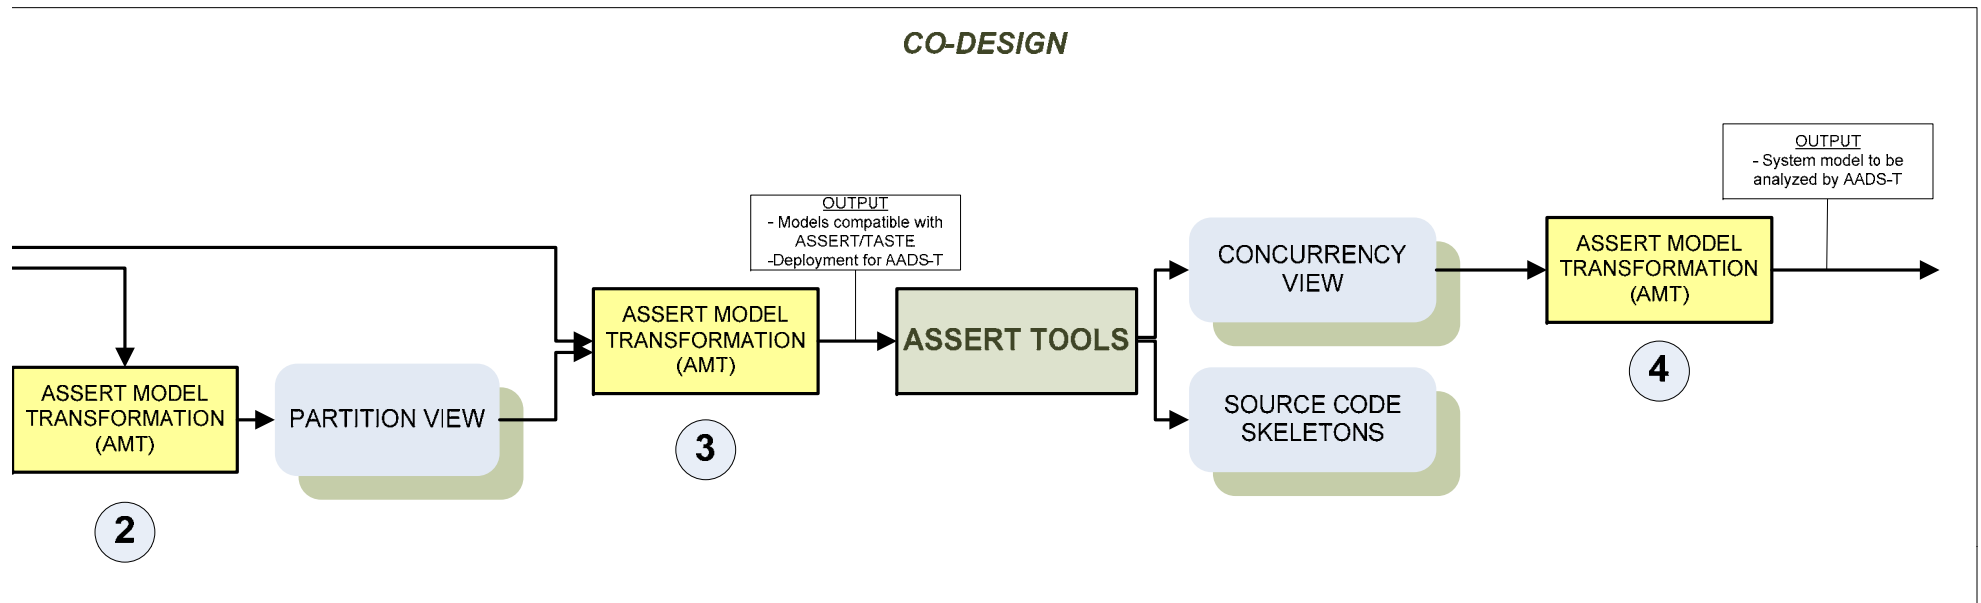 CO-DESIGN
OUTPUT
- System model to be
analyzed by AADS-T
OUTPUT
- Models compatible with
ASSERT/TASTE
-Deployment for AADS-T
ASSERT MODEL
TRANSFORMATION
(AMT)
2
PARTITION VIEW
ASSERT MODEL
TRANSFORMATION
(AMT)
3
ASSERT TOOLS
CONCURRENCY
VIEW
SOURCE CODE
SKELETONS
ASSERT MODEL
TRANSFORMATION
(AMT)
4